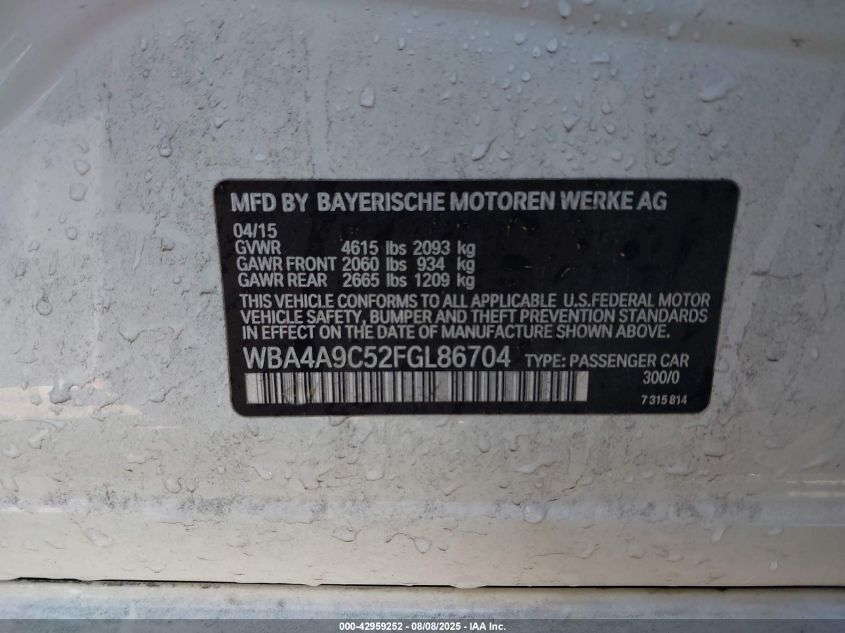 MFD BY BAYERISCHE MOTOREN WERKE AG
04/15
GVWR 4615 lbs 2093 kg
GAWR FRONT 2060 lbs 934 kg
GAWR REAR 2665 lbs 1209 kg
THIS VEHICLE CONFORMS TO ALL APPLICABLE U.S.FEDERAL MOTOR
VEHICLE SAFETY, BUMPER AND THEFT PREVENTION STANDARDS
IN EFFECT ON THE DATE OF MANUFACTURE SHOWN ABOVE.
WBA4A9C52FGL86704 TYPE: PASSENGER CAR
300/0
7 315 814
000-42959252 - 08/08/2025 - IAA Inc.